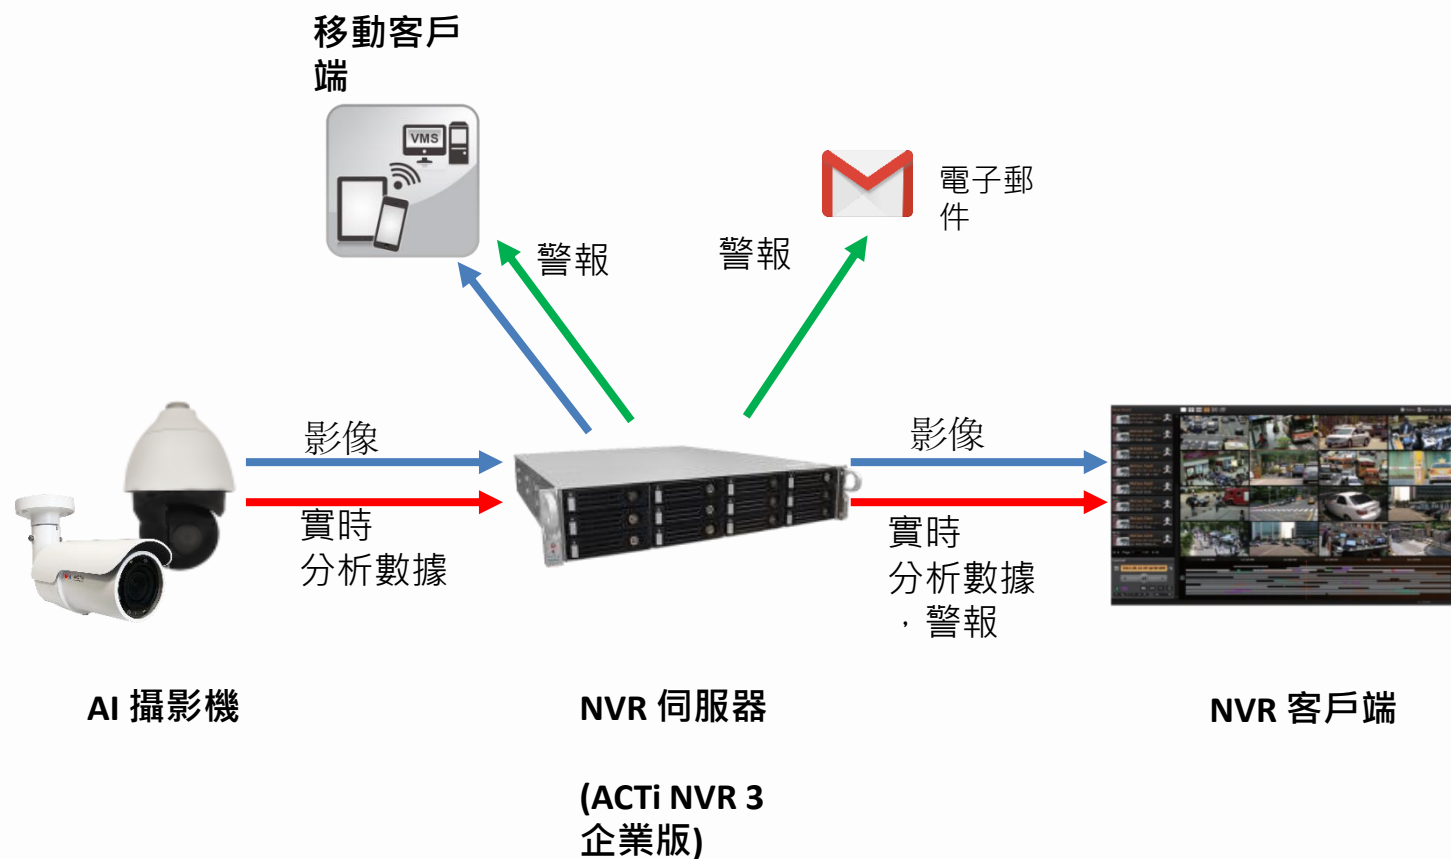 移動客戶
端
VMS
電子郵
件
警報
警報
影像
影像
實時
分析數據
實時
分析數據
，警報
AI 攝影機
NVR 伺服器
NVR 客戶端
(ACTi NVR 3
企業版)